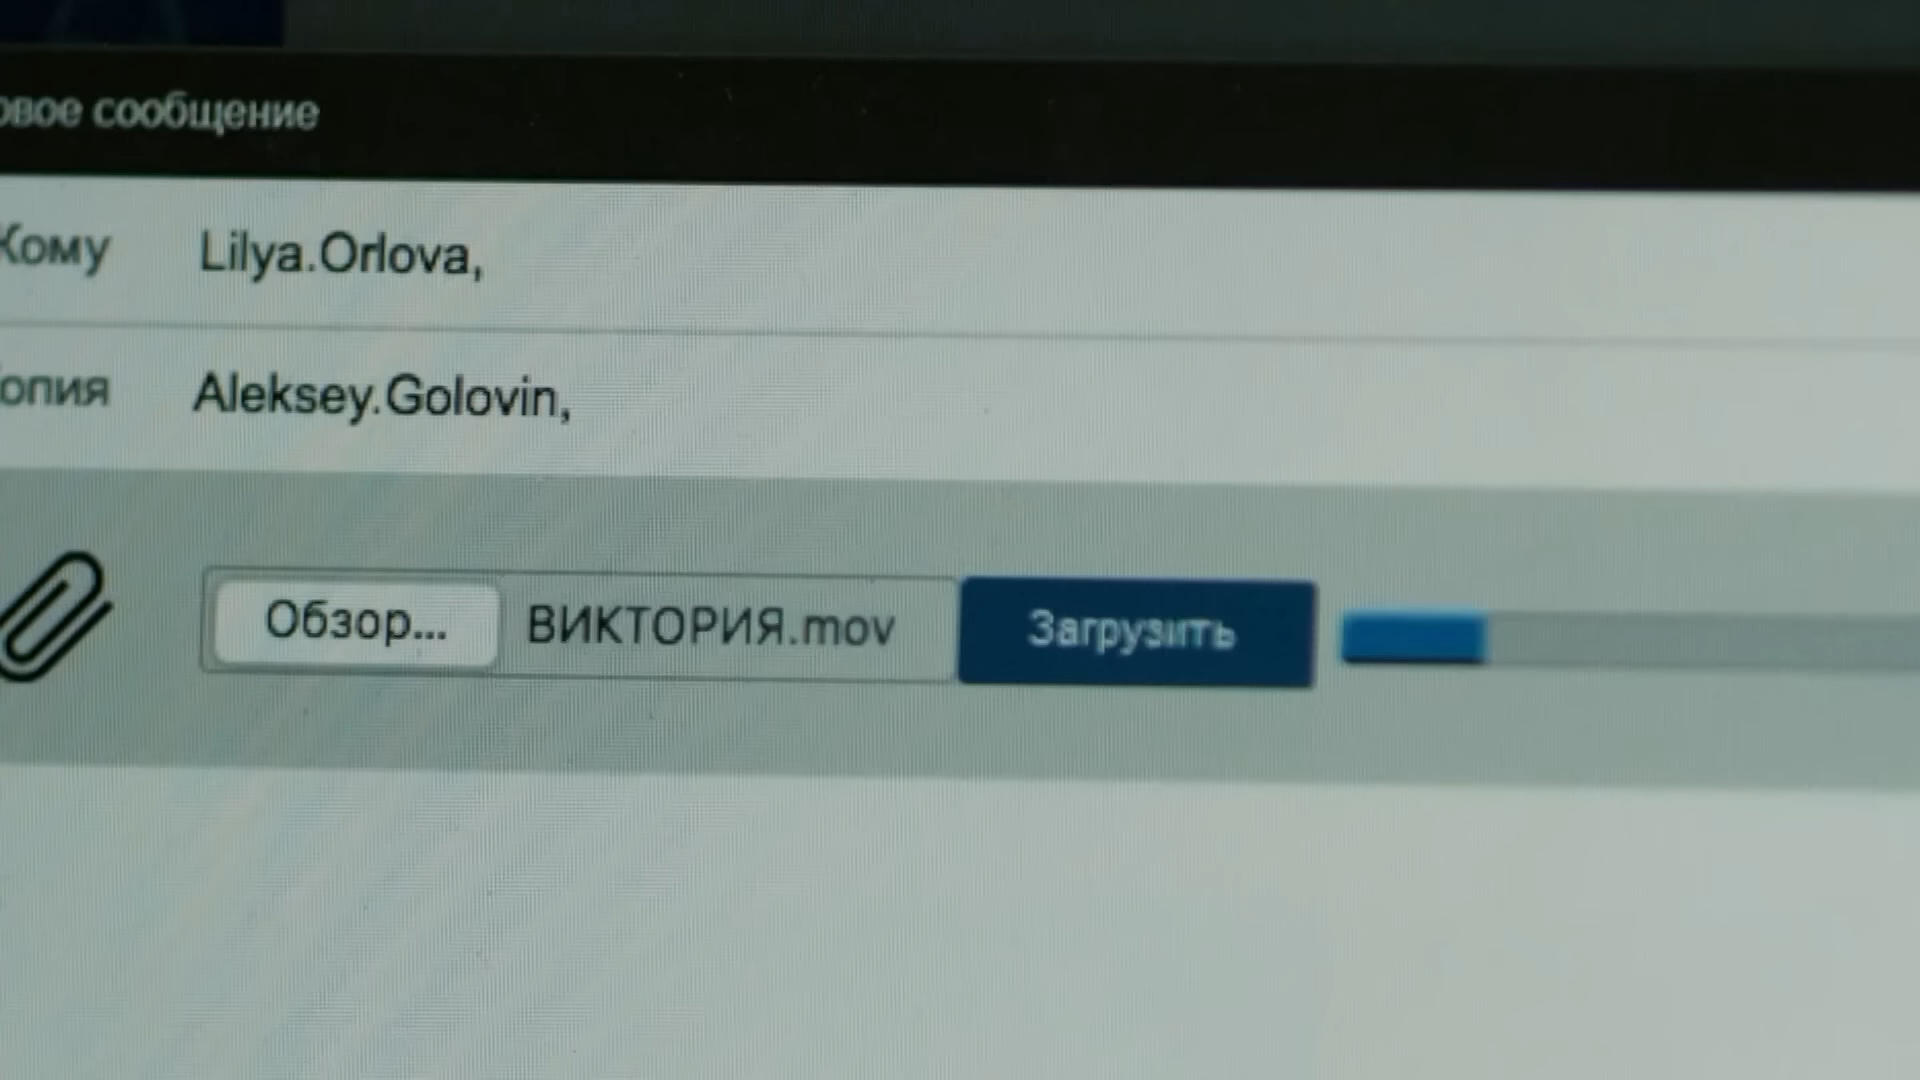 овое сообщение
Кому Lilya.Orlova,
опия Aleksey.Golovin,
Обзор... ВИКТОРИЯ.mov Загрузить